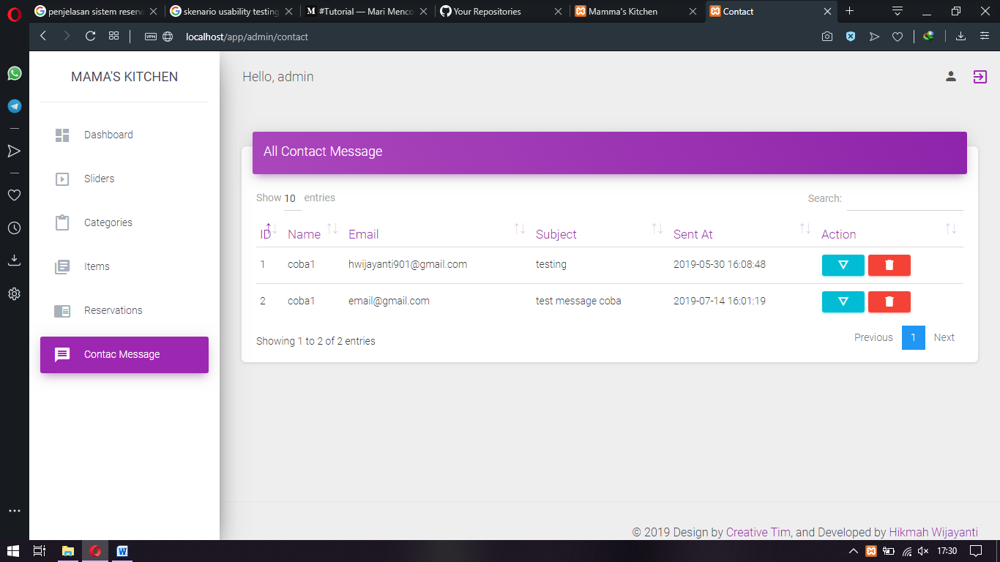 penjelasan sistem reserv
skenario usability testing
#Tutorial — Mari Menco
Your Repositories
Mamma's Kitchen
Contact
VPN
localhost/app/admin/contact
MAMA'S KITCHEN
Hello, admin
Dashboard
Sliders
Categories
Items
Reservations
Contac Message
All Contact Message
Show 10 entries
Search:
ID Name Email Subject Sent At Action
1 coba1 hwijayanti901@gmail.com testing 2019-05-30 16:08:48
2 coba1 email@gmail.com test message coba 2019-07-14 16:01:19
Showing 1 to 2 of 2 entries
Previous 1 Next
© 2019 Design by Creative Tim, and Developed by Hikmah Wijayanti
17:30